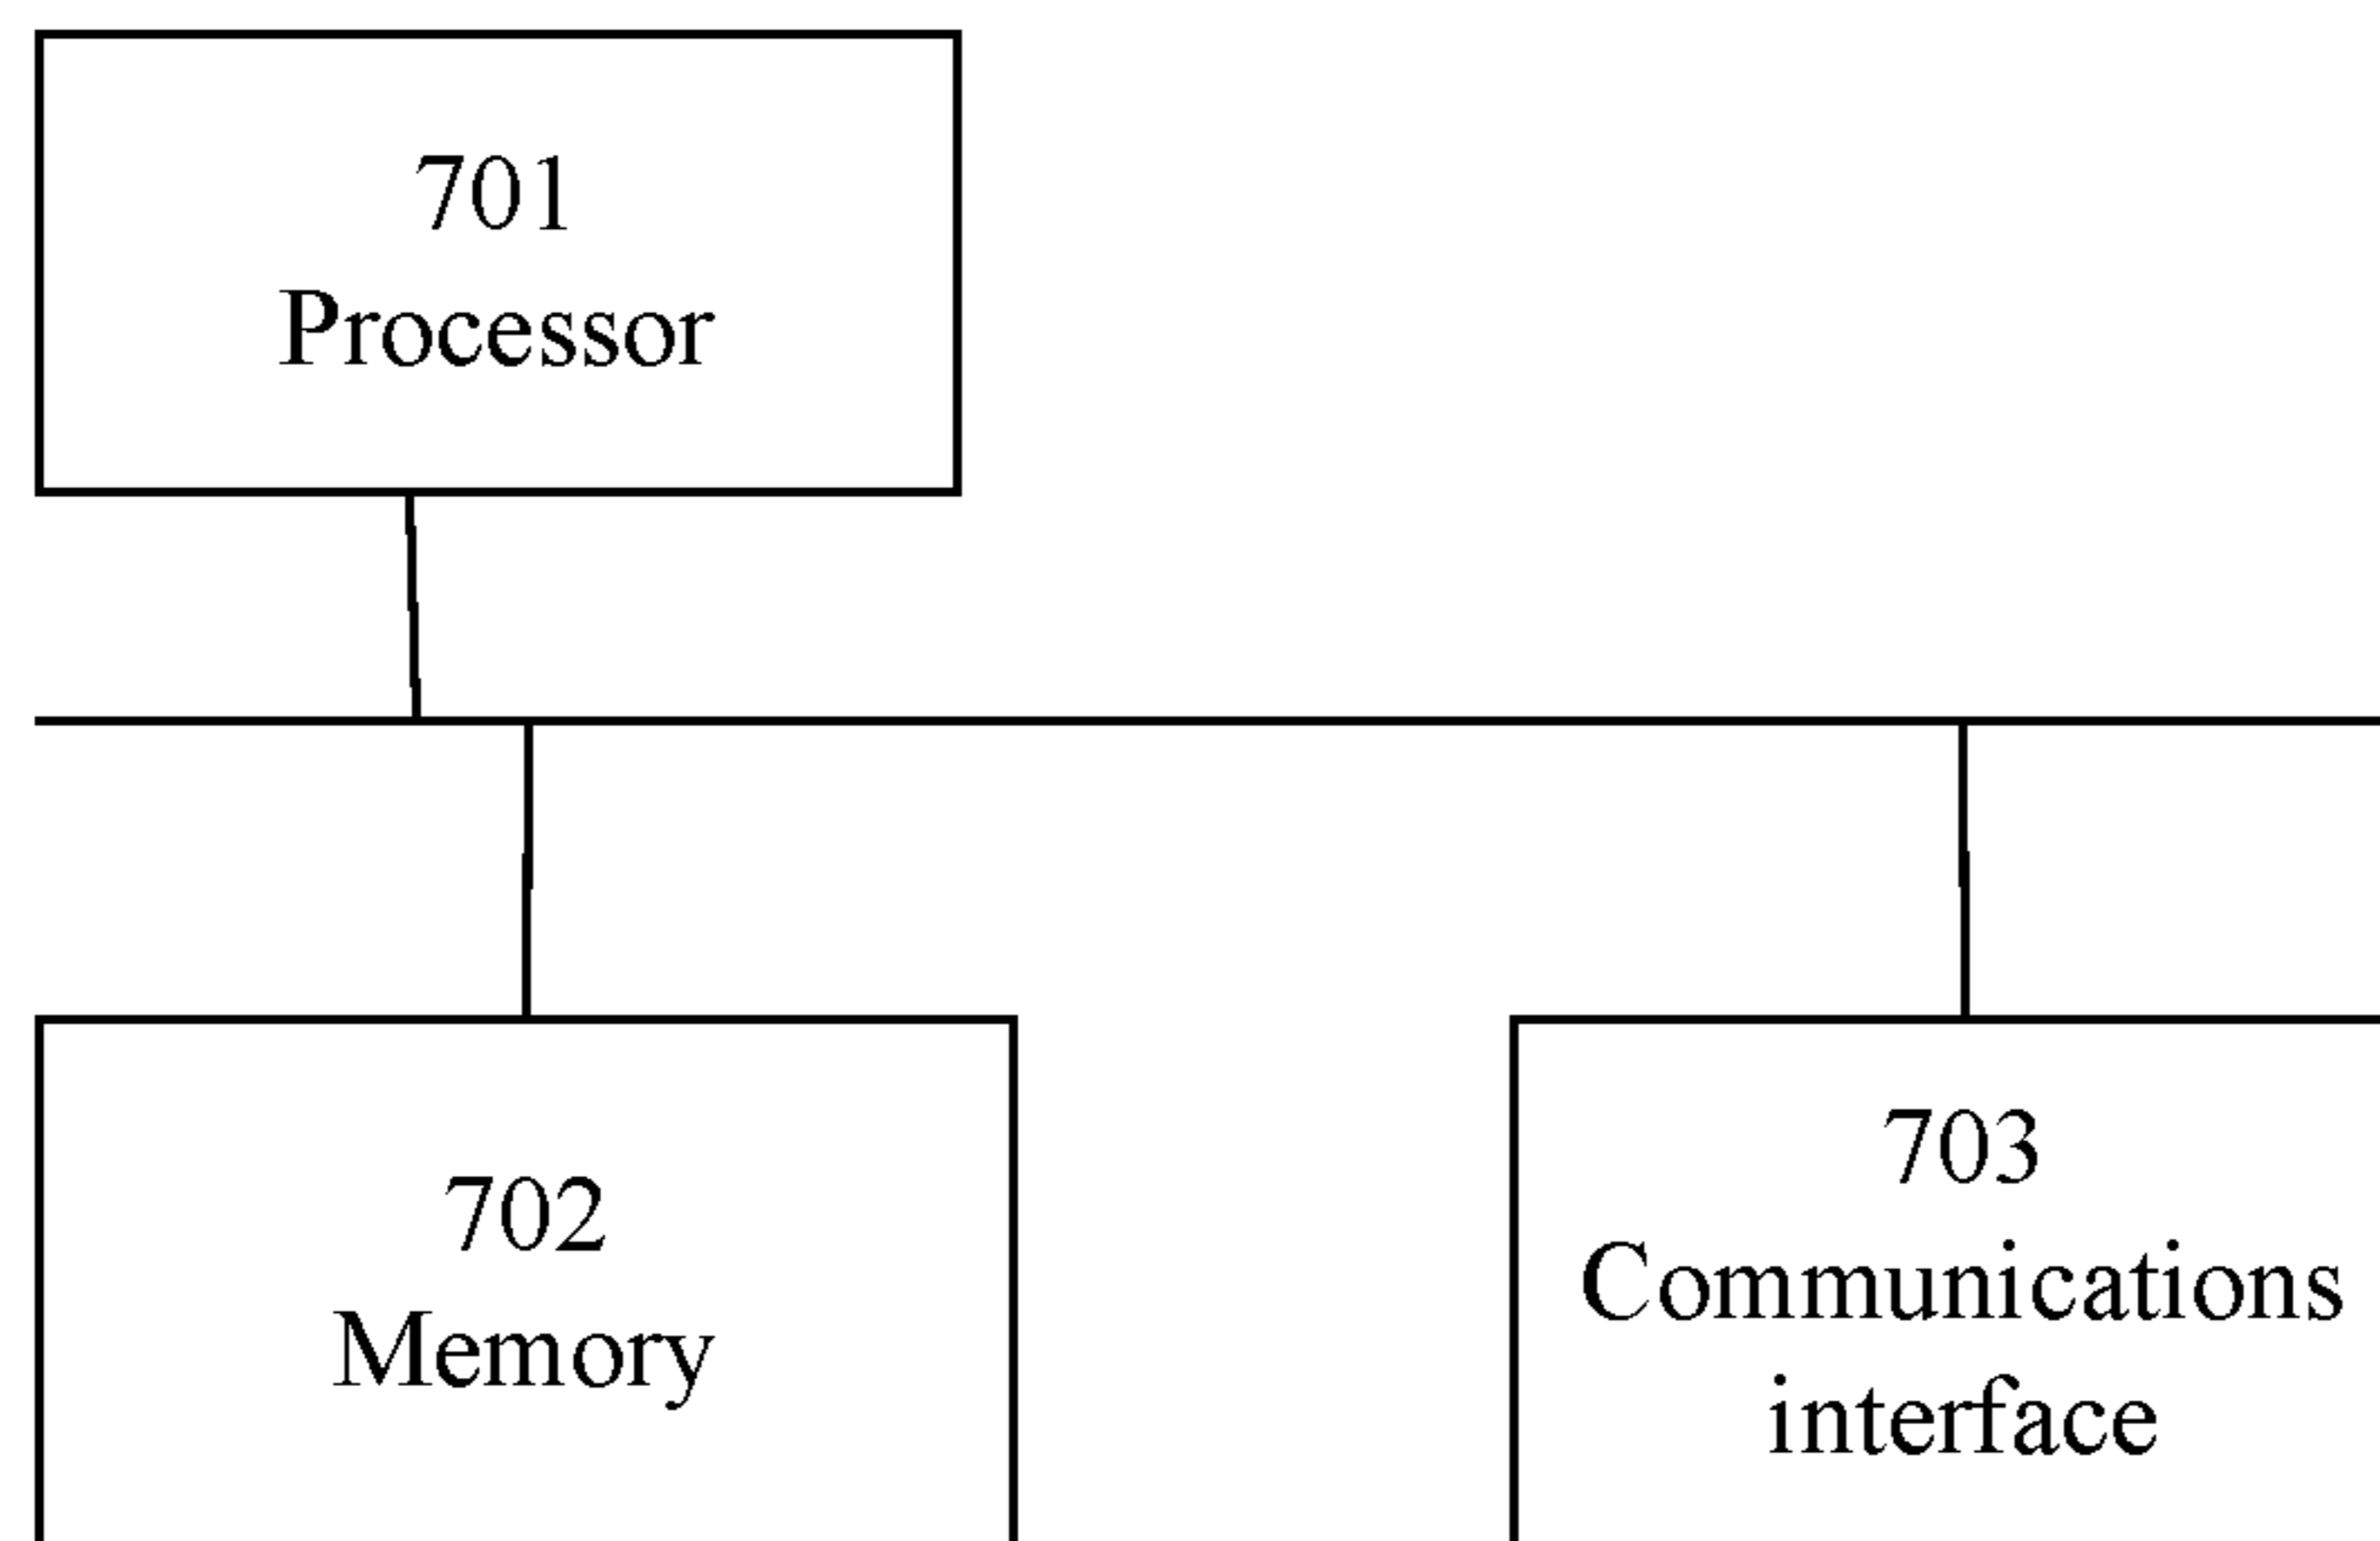 701
Processor
702
Memory
703
Communications
interface